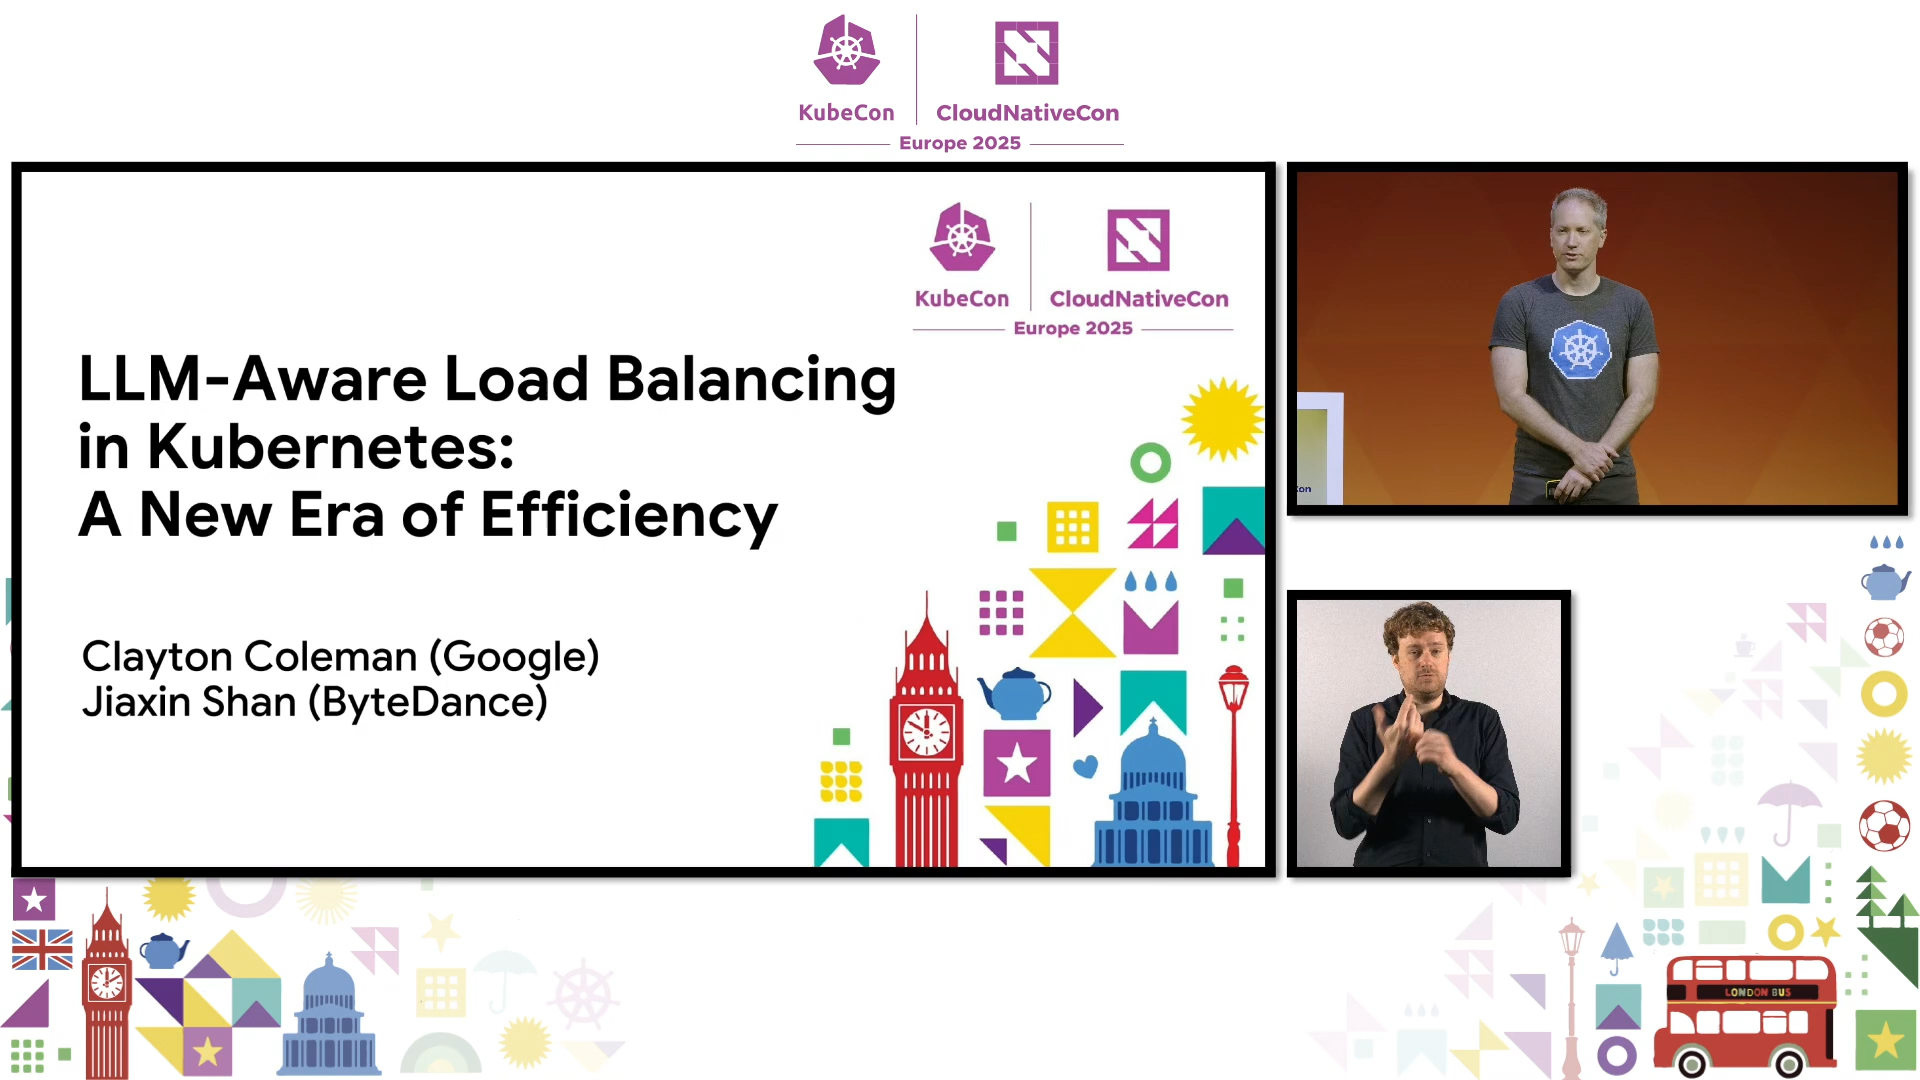 KubeCon
CloudNativeCon
Europe 2025
KubeCon
CloudNativeCon
Europe 2025
LLM-Aware Load Balancing
in Kubernetes:
A New Era of Efficiency
Clayton Coleman (Google)
Jiaxin Shan (ByteDance)
Con
LONDON BUS